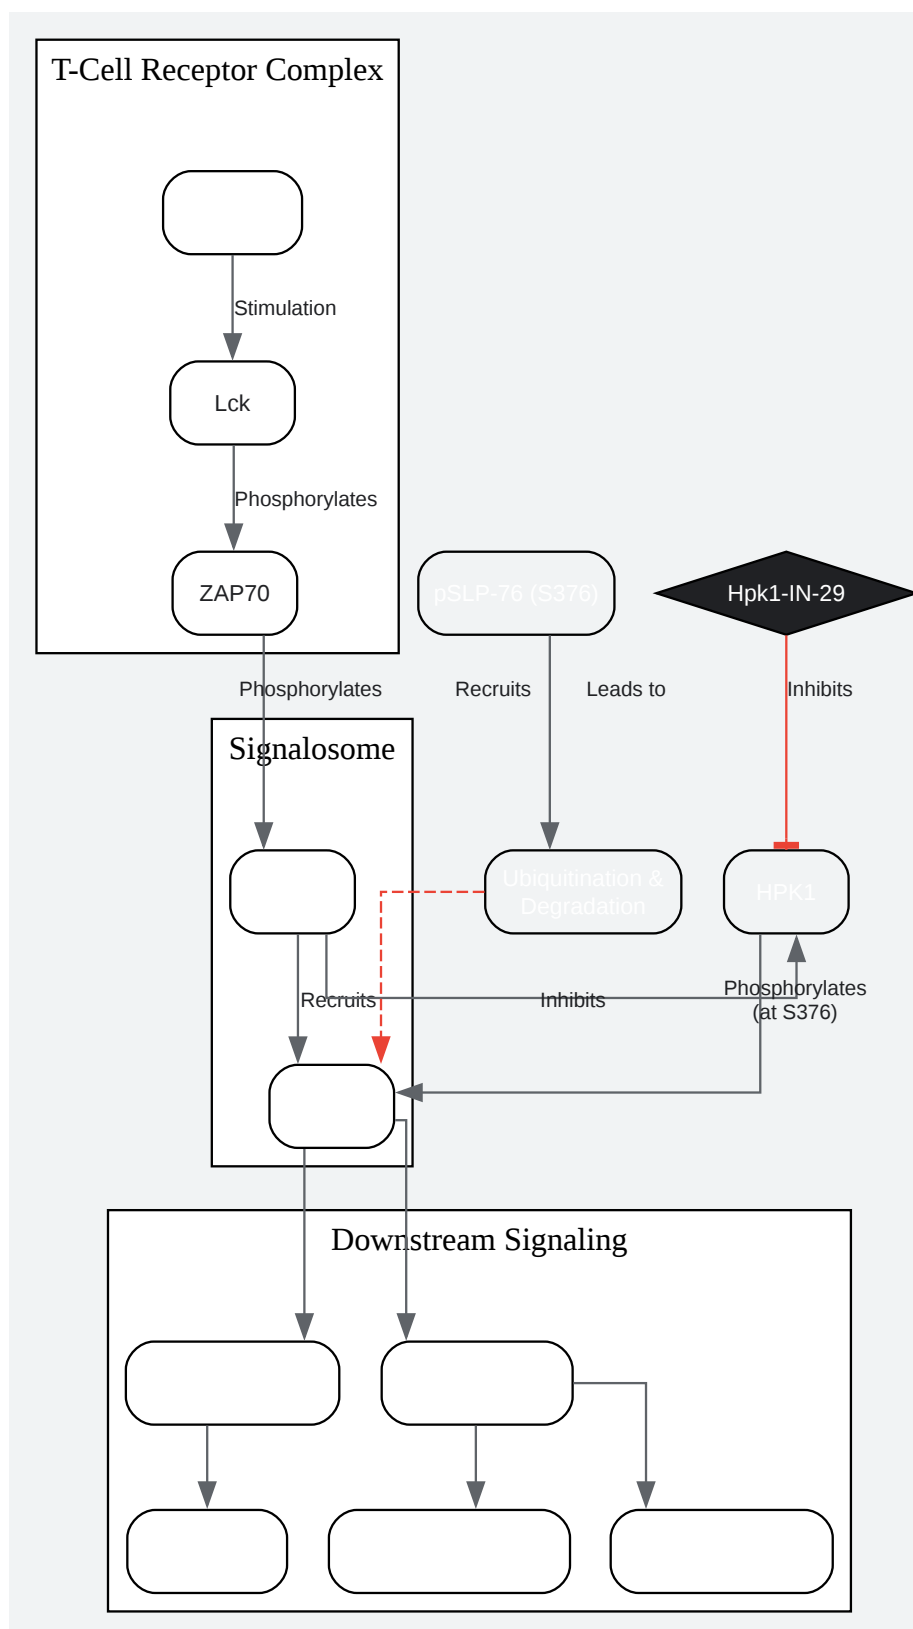 T-Cell Receptor Complex
Stimulation
Lck
Phosphorylates
ZAP70
pSLP-76 (S376)
Hpk1-IN-29
Phosphorylates
Recruits
Leads to
Inhibits
Signalosome
Ubiquitination &
Degradation
HPK1
Recruits
Inhibits
Phosphorylates
(at S376)
Downstream Signaling